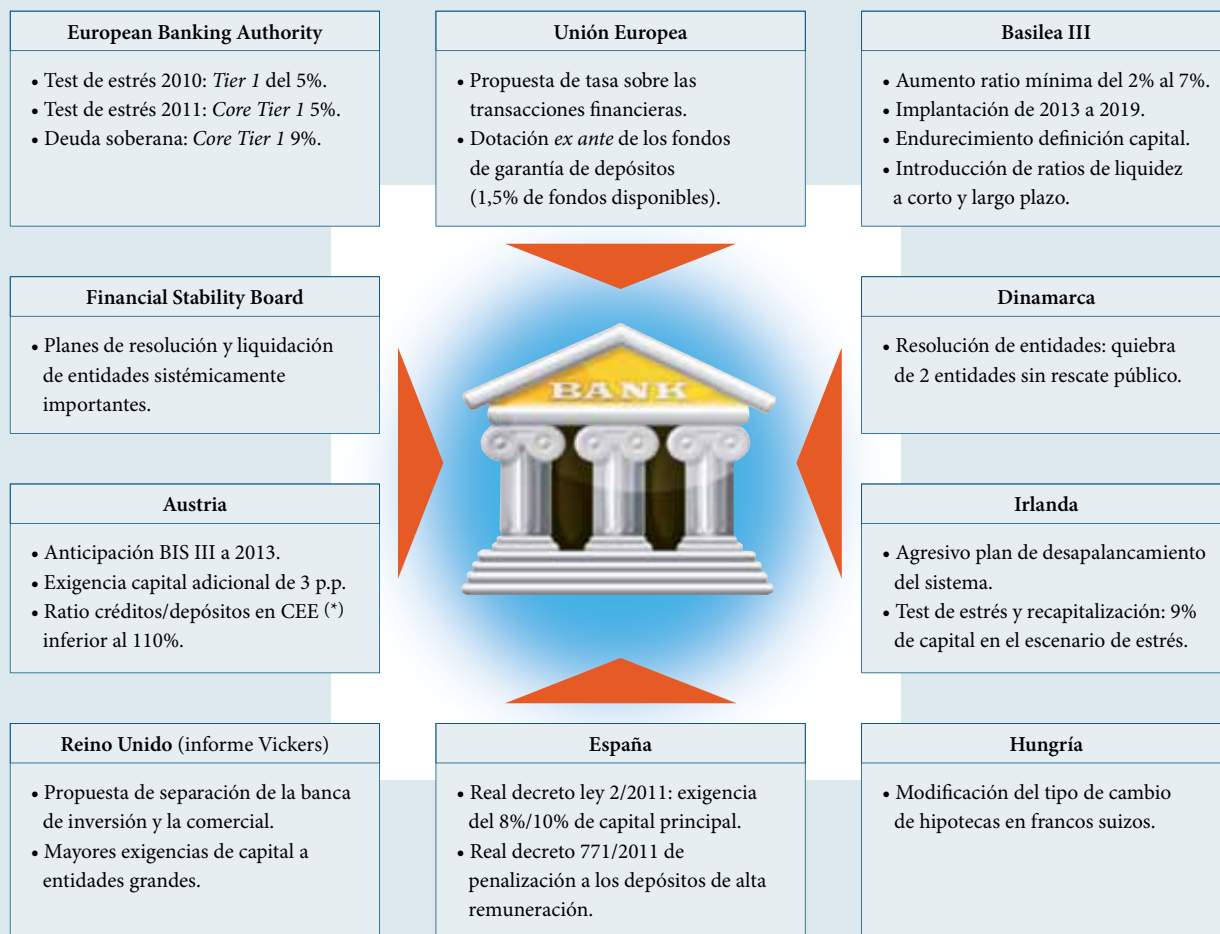 European Banking Authority
• Test de estrés 2010: Tier 1 del 5%.
• Test de estrés 2011: Core Tier 1 5%.
• Deuda soberana: Core Tier 1 9%.
Unión Europea
• Propuesta de tasa sobre las
transacciones financieras.
• Dotación ex ante de los fondos
de garantía de depósitos
(1,5% de fondos disponibles).
Basilea III
• Aumento ratio mínima del 2% al 7%.
• Implantación de 2013 a 2019.
• Endurecimiento definición capital.
• Introducción de ratios de liquidez
a corto y largo plazo.
Financial Stability Board
• Planes de resolución y liquidación
de entidades sistémicamente
importantes.
BANK
Dinamarca
• Resolución de entidades: quiebra
de 2 entidades sin rescate público.
Austria
• Anticipación BIS III a 2013.
• Exigencia capital adicional de 3 p.p.
• Ratio créditos/depósitos en CEE (*)
inferior al 110%.
Irlanda
• Agresivo plan de desapalancamiento
del sistema.
• Test de estrés y recapitalización: 9%
de capital en el escenario de estrés.
Reino Unido (informe Vickers)
• Propuesta de separación de la banca
de inversión y la comercial.
• Mayores exigencias de capital a
entidades grandes.
España
• Real decreto ley 2/2011: exigencia
del 8%/10% de capital principal.
• Real decreto 771/2011 de
penalización a los depósitos de alta
remuneración.
Hungría
• Modificación del tipo de cambio
de hipotecas en francos suizos.